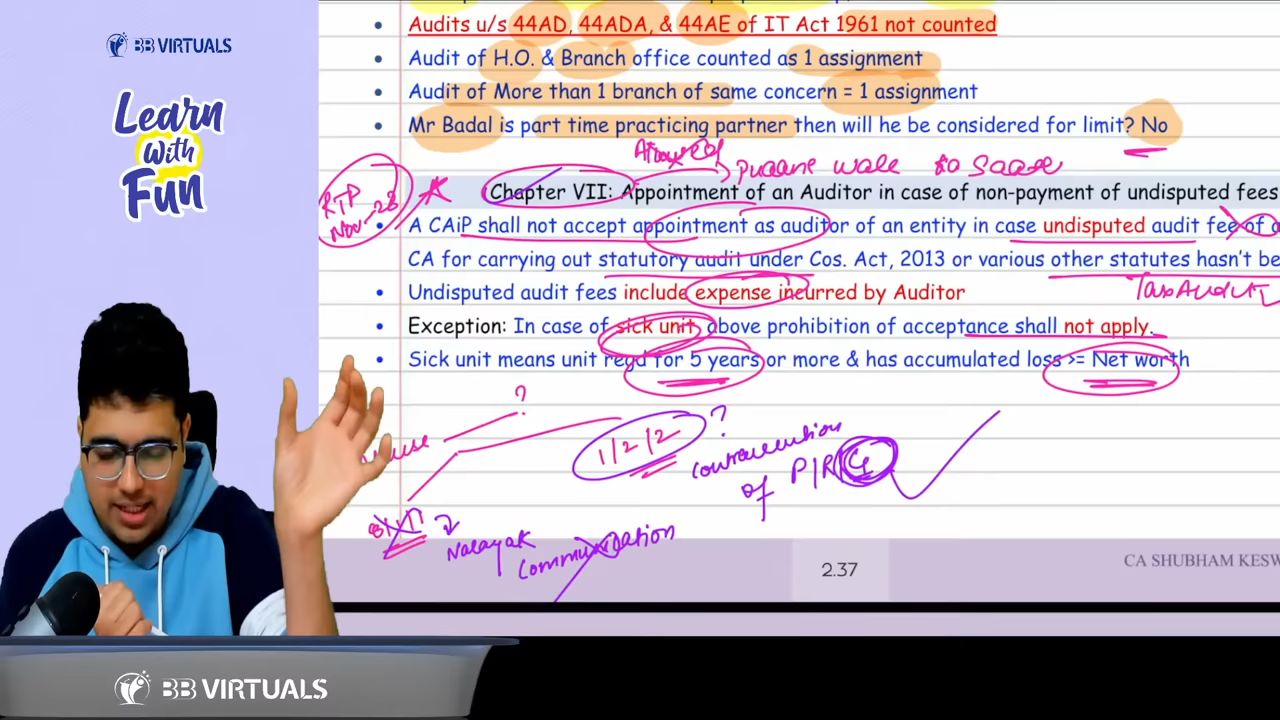 BB VIRTUALS
Learn
With
Fun
• Audits u/s 44AD, 44ADA, & 44AE of IT Act 1961 not counted
• Audit of H.O. & Branch office counted as 1 assignment
• Audit of More than 1 branch of same concern = 1 assignment
• Mr Badal is part time practicing partner then will he be considered for limit? No
RTP
Nov-23
Chapter VII: Appointment of an Auditor in case of non-payment of undisputed fees
• A CAiP shall not accept appointment as auditor of an entity in case undisputed audit fee of
CA for carrying out statutory audit under Cos. Act, 2013 or various other statutes hasn't be
Tax Audit
• Undisputed audit fees include expense incurred by Auditor
• Exception: In case of sick unit, above prohibition of acceptance shall not apply.
• Sick unit means unit regd for 5 years or more & has accumulated loss >= Net worth
?
1/2/2 ?
contravention
of P/R C4
Nalayak
Communication
2.37
CA SHUBHAM KESW
BB VIRTUALS